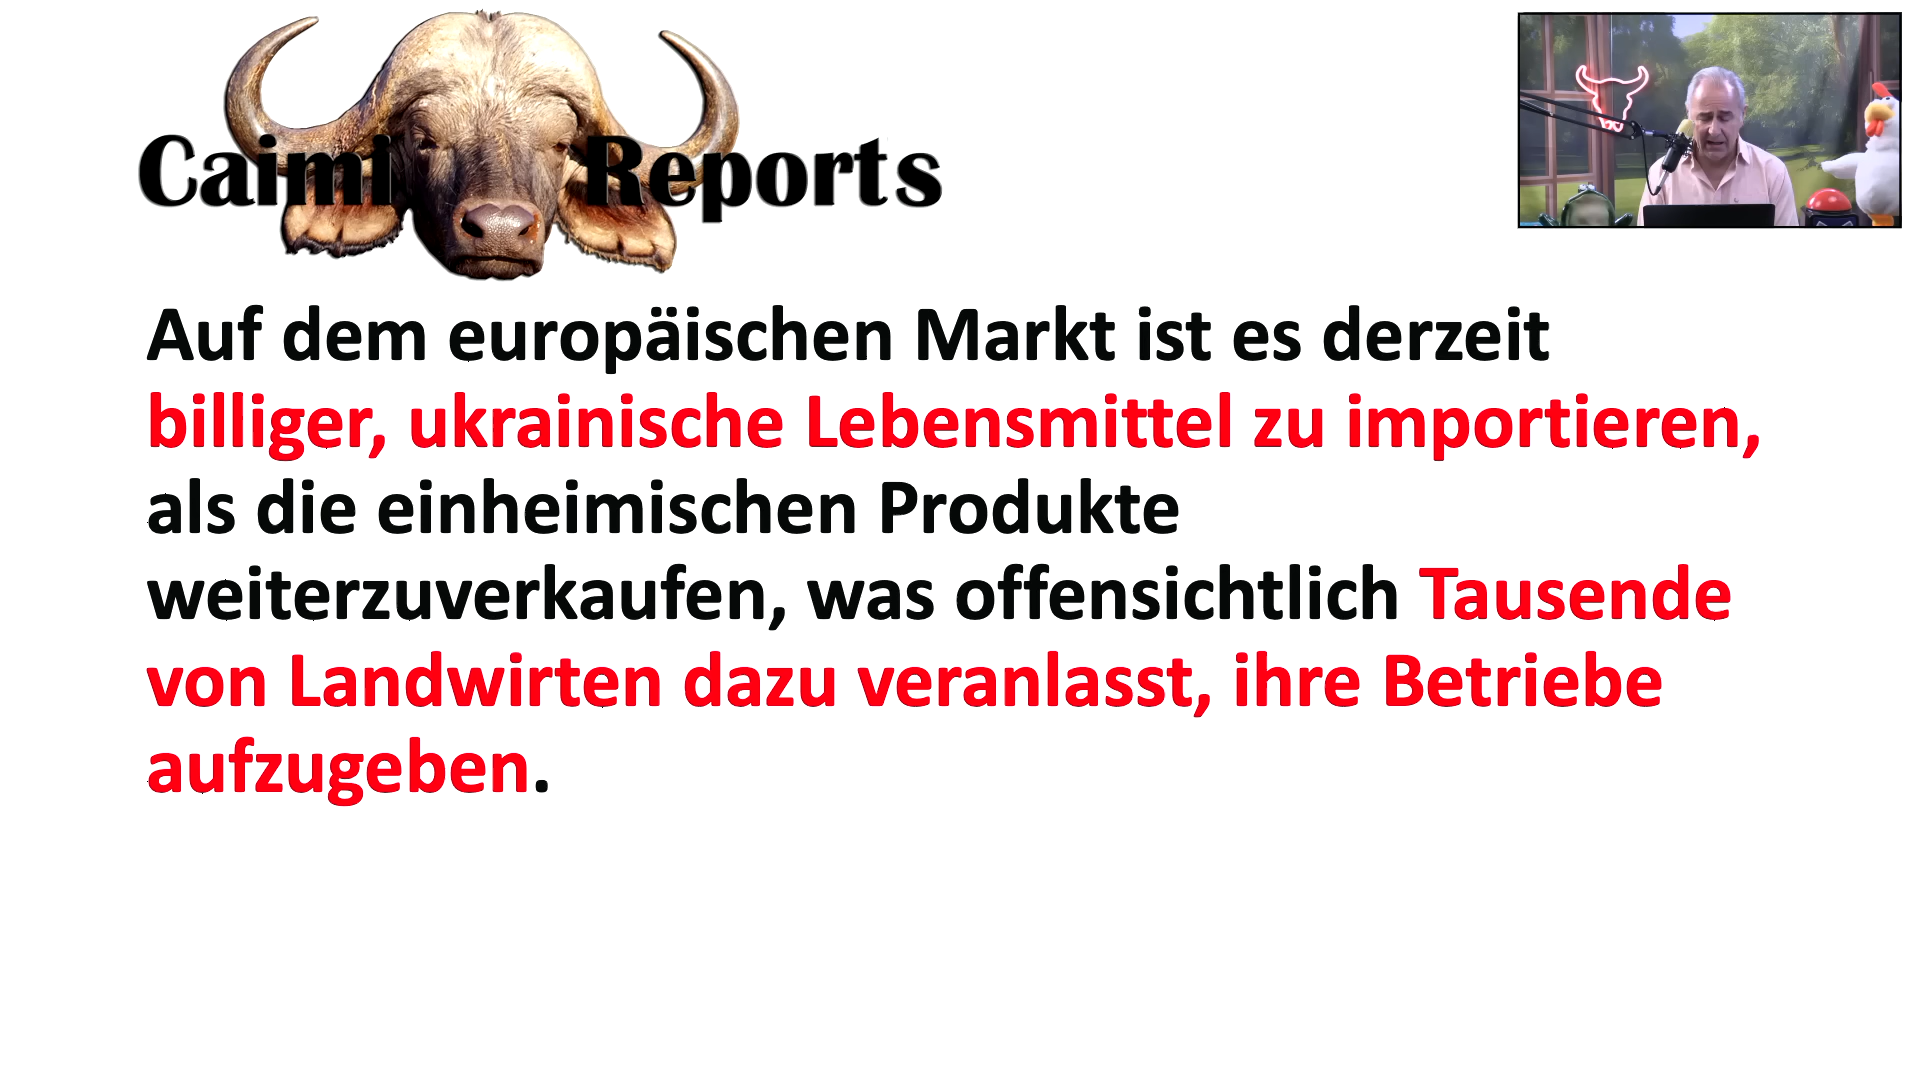 Caimi Reports
Auf dem europäischen Markt ist es derzeit
billiger, ukrainische Lebensmittel zu importieren,
als die einheimischen Produkte
weiterzuverkaufen, was offensichtlich Tausende
von Landwirten dazu veranlasst, ihre Betriebe
aufzugeben.